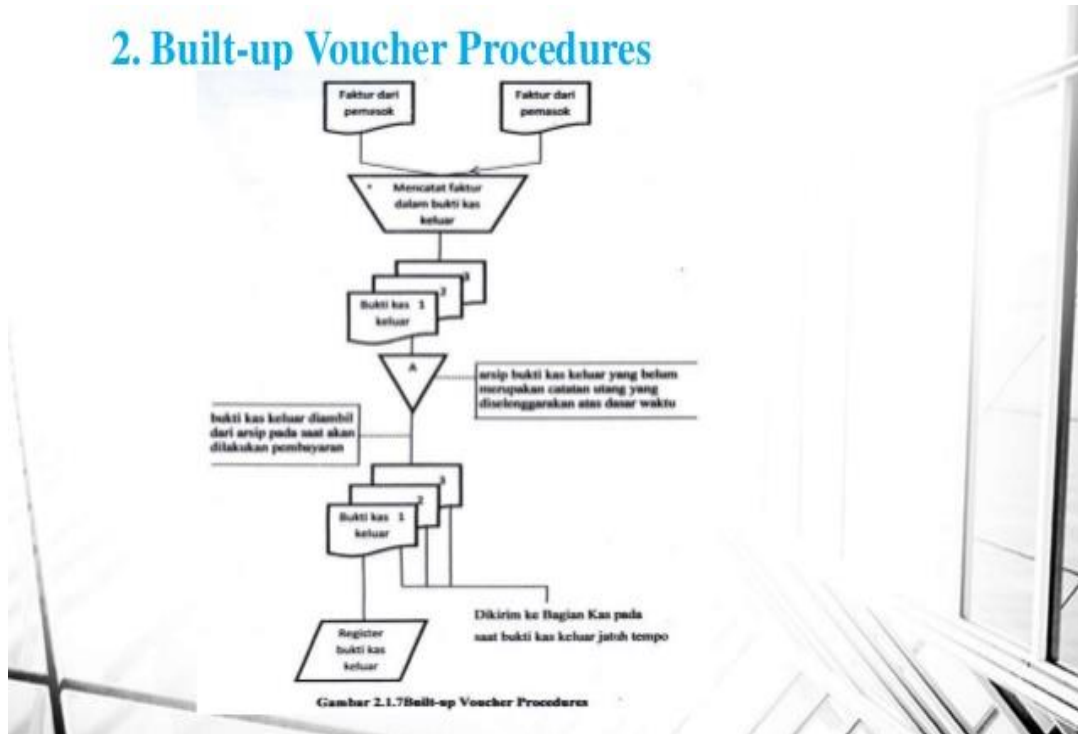 2. Built-up Voucher Procedures
Faktur dari
pemasok
Faktur dari
pemasok
Mencatat faktur
dalam bukti kas
keluar
3
2
Bukti kas 1
keluar
A
arsip bukti kas keluar yang belum
merupakan catatan utang yang
diselenggarakan atas dasar waktu
bukti kas keluar diambil
dari arsip pada saat akan
dilakukan pembayaran
3
2
Bukti kas 1
keluar
Dikirim ke Bagian Kas pada
saat bukti kas keluar jatuh tempo
Register
bukti kas
keluar
Gambar 2.1.7Built-up Voucher Procedures